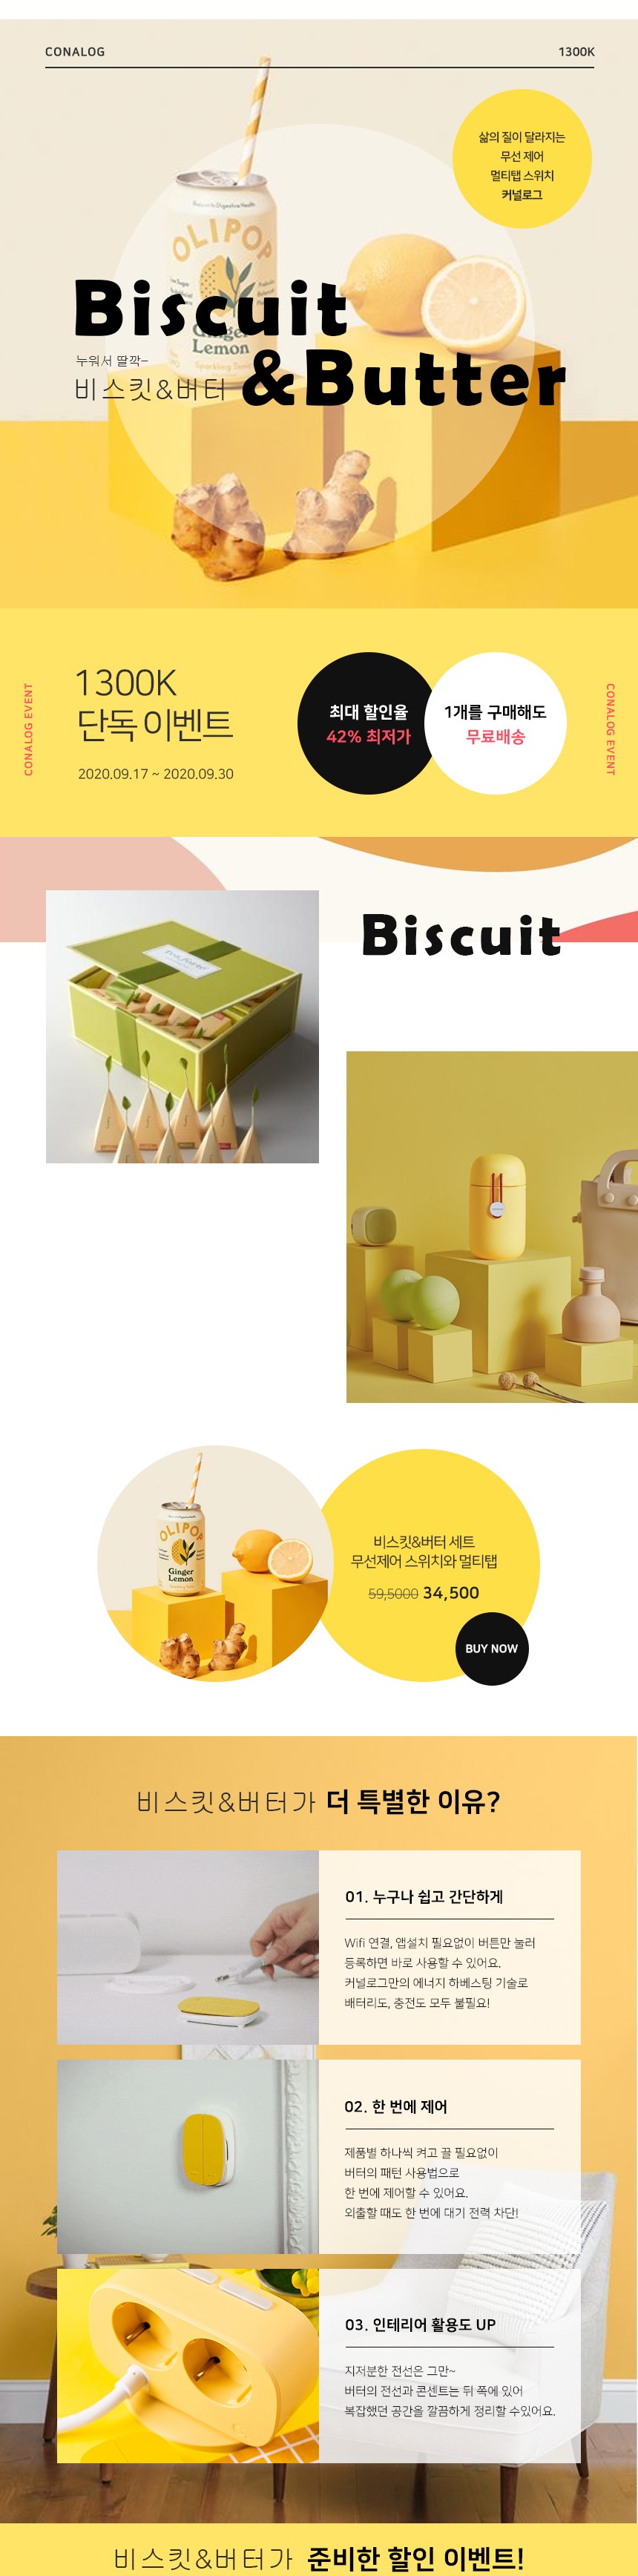 CONALOG
1300K
삶의 질이 달라지는
무선 제어
멀티탭 스위치
커널로그
OLIPOP
Ginger
Lemon
Biscuit
누워서 딸깍~
비스킷&버터
&Butter
CONALOG EVENT
1300K
단독 이벤트
2020.09.17 ~ 2020.09.30
최대 할인율
42% 최저가
1개를 구매해도
무료배송
CONALOG EVENT
Biscuit
OLIPOP
Ginger
Lemon
비스킷&버터 세트
무선제어 스위치와 멀티탭
59,5000 34,500
BUY NOW
비스킷&버터가 더 특별한 이유?
01. 누구나 쉽고 간단하게
Wifi 연결, 앱설치 필요없이 버튼만 눌러
등록하면 바로 사용할 수 있어요.
커널로그만의 에너지 하베스팅 기술로
배터리도, 충전도 모두 불필요!
02. 한 번에 제어
제품별 하나씩 켜고 끌 필요없이
버터의 패턴 사용법으로
한 번에 제어할 수 있어요.
외출할 때도 한 번에 대기 전력 차단!
03. 인테리어 활용도 UP
지저분한 전선은 그만~
버터의 전선과 콘센트는 뒤 쪽에 있어
복잡했던 공간을 깔끔하게 정리할 수있어요.
비스킷&버터가 준비한 할인 이벤트!